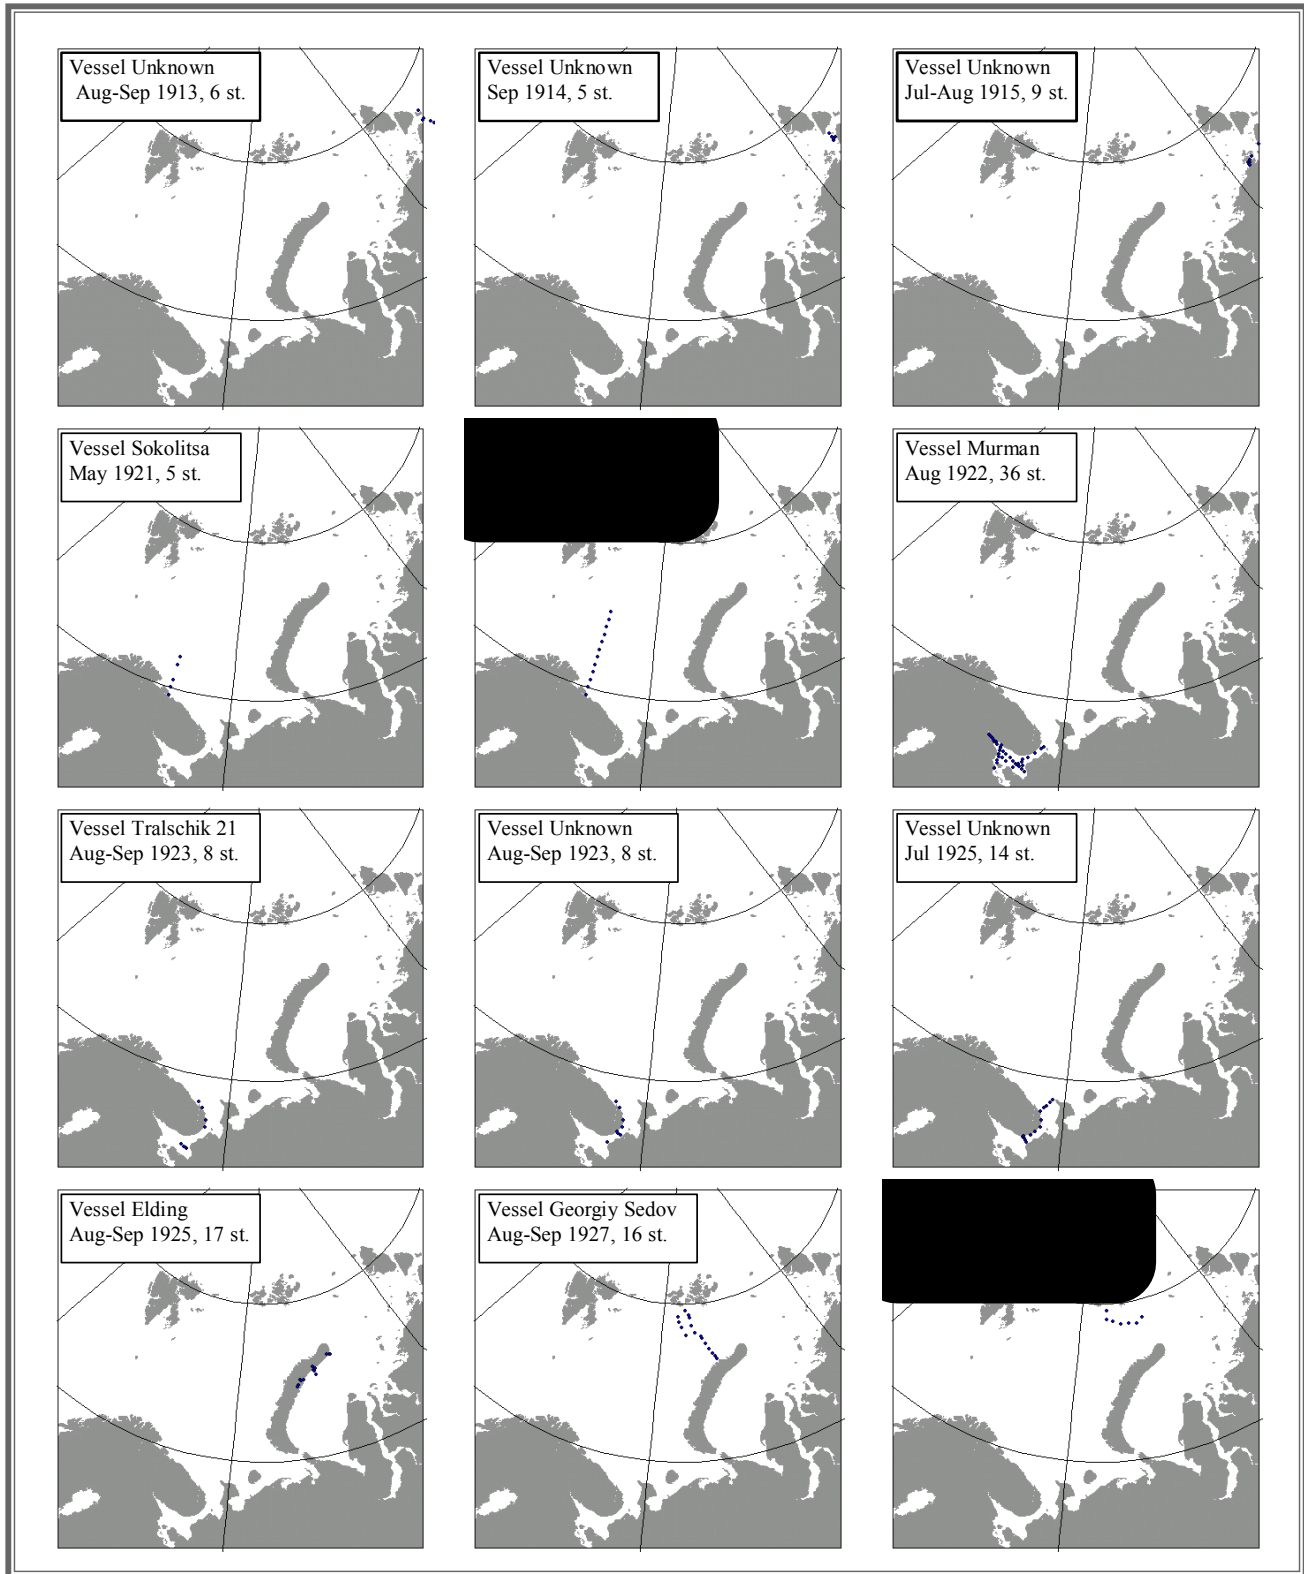 Vessel Unknown
Aug-Sep 1913, 6 st.
Vessel Unknown
Sep 1914, 5 st.
Vessel Unknown
Jul-Aug 1915, 9 st.
Vessel Sokolitsa
May 1921, 5 st.
Vessel Murman
Aug 1922, 36 st.
Vessel Tralschik 21
Aug-Sep 1923, 8 st.
Vessel Unknown
Aug-Sep 1923, 8 st.
Vessel Unknown
Jul 1925, 14 st.
Vessel Elding
Aug-Sep 1925, 17 st.
Vessel Georgiy Sedov
Aug-Sep 1927, 16 st.